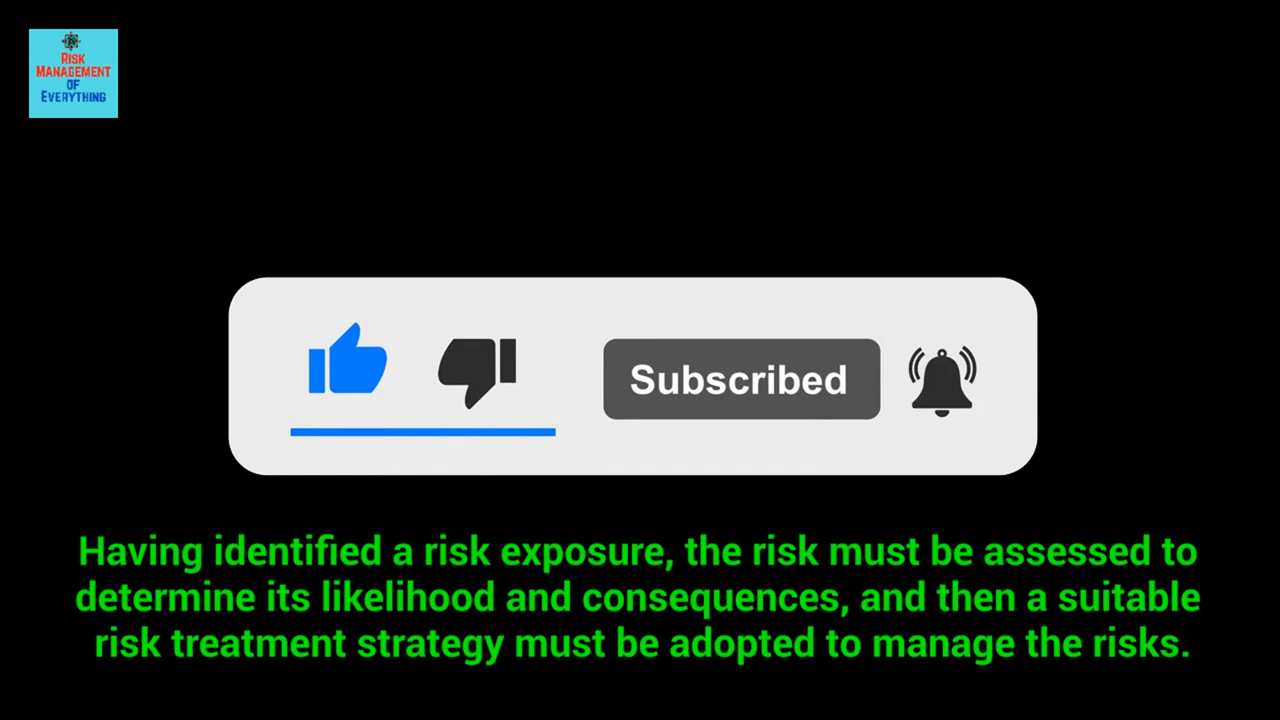 RISK
MANAGEMENT
OF
EVERYTHING
Subscribed
Having identified a risk exposure, the risk must be assessed to
determine its likelihood and consequences, and then a suitable
risk treatment strategy must be adopted to manage the risks.